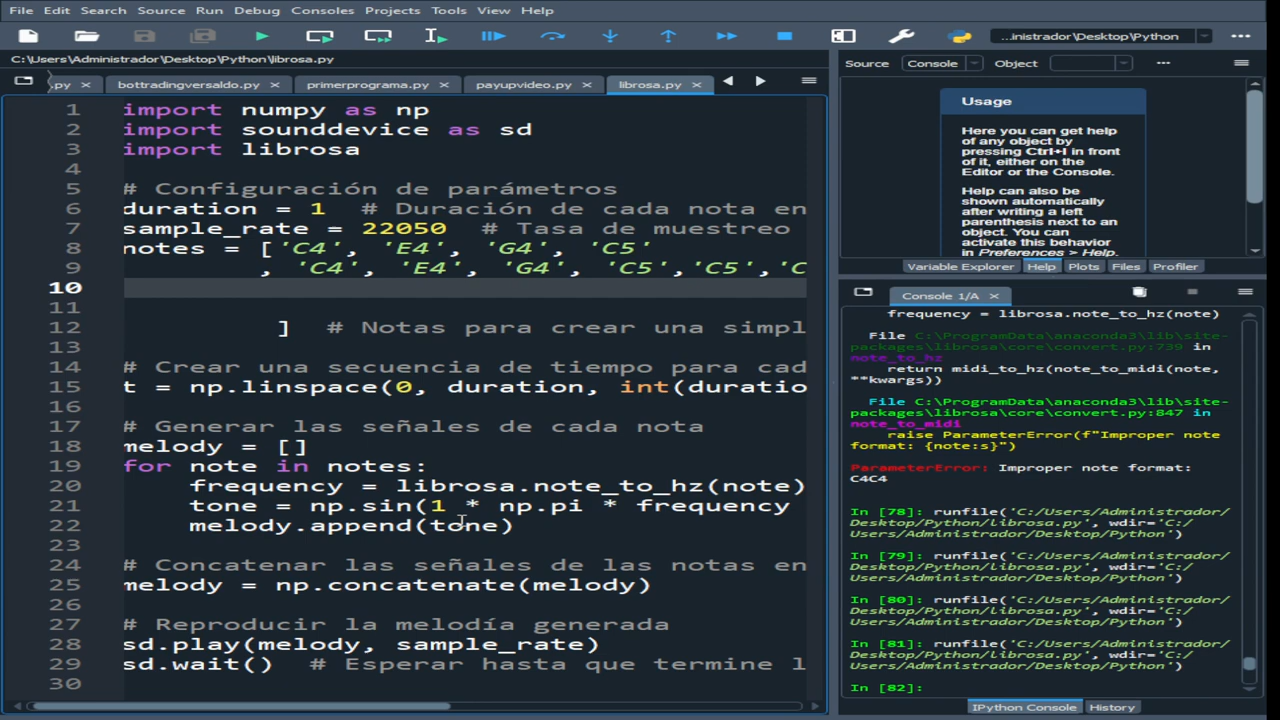 File Edit Search Source Run Debug Consoles Projects Tools View Help
...inistrador\Desktop\Python
C:\Users\Administrador\Desktop\Python\librosa.py
.py bottradingversaldo.py primerprograma.py payupvideo.py librosa.py
1 import numpy as np
2 import sounddevice as sd
3 import librosa
4
5 # Configuración de parámetros
6 duration = 1 # Duración de cada nota en
7 sample_rate = 22050 # Tasa de muestreo
8 notes = ['C4', 'E4', 'G4', 'C5'
9 , 'C4', 'E4', 'G4', 'C5','C5','C
10
11
12 ] # Notas para crear una simpl
13
14 # Crear una secuencia de tiempo para cad
15 t = np.linspace(0, duration, int(duratio
16
17 # Generar las señales de cada nota
18 melody = []
19 for note in notes:
20 frequency = librosa.note_to_hz(note)
21 tone = np.sin(1 * np.pi * frequency
22 melody.append(tone)
23
24 # Concatenar las señales de las notas en
25 melody = np.concatenate(melody)
26
27 # Reproducir la melodía generada
28 sd.play(melody, sample_rate)
29 sd.wait() # Esperar hasta que termine l
30
Source Console Object
Usage
Here you can get help
of any object by
pressing Ctrl+I in front
of it, either on the
Editor or the Console.
Help can also be
shown automatically
after writing a left
parenthesis next to an
object. You can
activate this behavior
in Preferences > Help.
Variable Explorer Help Plots Files Profiler
Console 1/A
frequency = librosa.note_to_hz(note)
File C:\ProgramData\anaconda3\lib\site-
packages\librosa\core\convert.py:739 in
note_to_hz
return midi_to_hz(note_to_midi(note,
**kwargs))
File C:\ProgramData\anaconda3\lib\site-
packages\librosa\core\convert.py:847 in
note_to_midi
raise ParameterError(f"Improper note
format: {note:s}")
ParameterError: Improper note format:
C4C4
In [78]: runfile('C:/Users/Administrador/
Desktop/Python/librosa.py', wdir='C:/
Users/Administrador/Desktop/Python')
In [79]: runfile('C:/Users/Administrador/
Desktop/Python/librosa.py', wdir='C:/
Users/Administrador/Desktop/Python')
In [80]: runfile('C:/Users/Administrador/
Desktop/Python/librosa.py', wdir='C:/
Users/Administrador/Desktop/Python')
In [81]: runfile('C:/Users/Administrador/
Desktop/Python/librosa.py', wdir='C:/
Users/Administrador/Desktop/Python')
In [82]:
IPython Console History